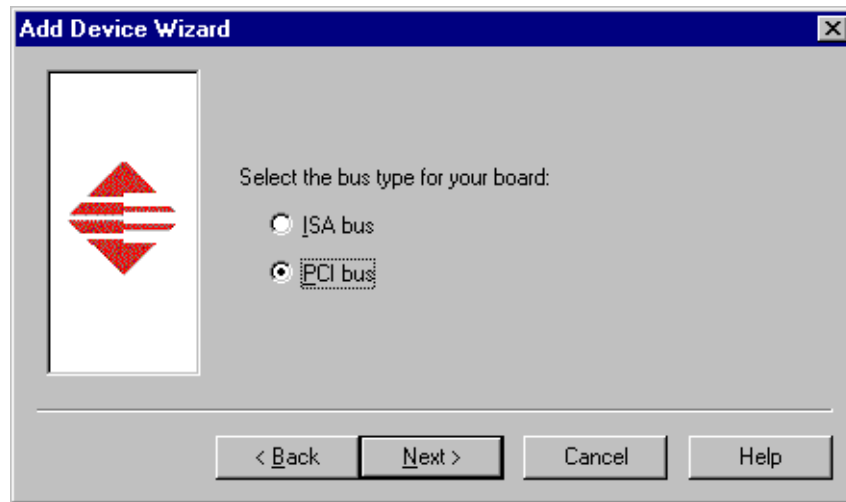 Add Device Wizard
Select the bus type for your board:
ISA bus
PCI bus
< Back
Next >
Cancel
Help